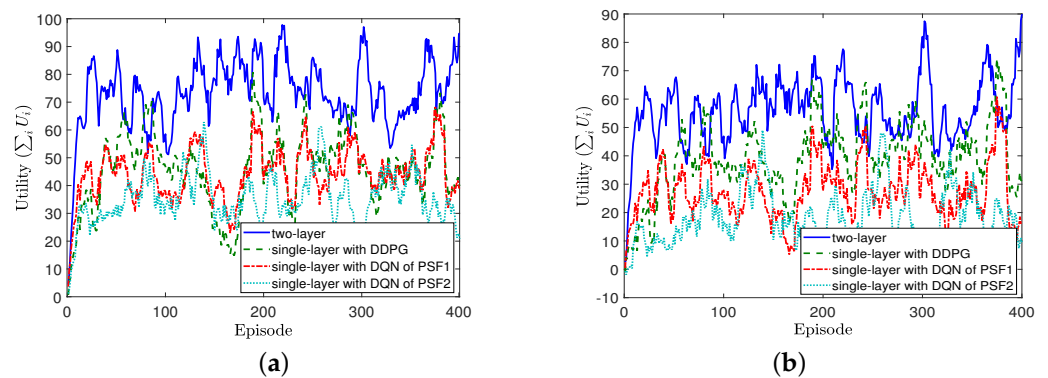 100
90
80
70
60
50
40
30
20
10
0
Utility (∑ᵢ Uᵢ)
0 100 200 300 400
Episode
two-layer
single-layer with DDPG
single-layer with DQN of PSF1
single-layer with DQN of PSF2
(a)
90
80
70
60
50
40
30
20
10
0
-10
Utility (∑ᵢ Uᵢ)
0 100 200 300 400
Episode
two-layer
single-layer with DDPG
single-layer with DQN of PSF1
single-layer with DQN of PSF2
(b)